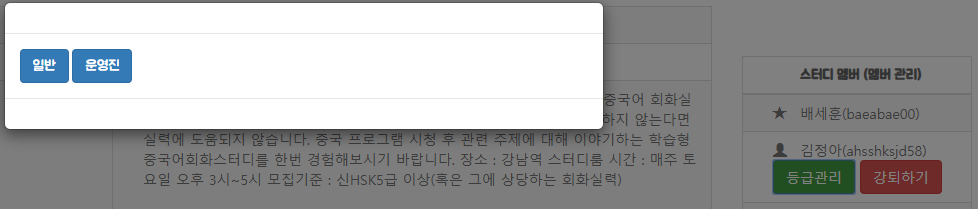 일반 운영진
중국어 회화실
하지 않는다면
실력에 도움되지 않습니다. 중국 프로그램 시청 후 관련 주제에 대해 이야기하는 학습형
중국어회화스터디를 한번 경험해보시기 바랍니다. 장소 : 강남역 스터디룸 시간 : 매주 토
요일 오후 3시~5시 모집기준 : 신HSK5급 이상(혹은 그에 상당하는 회화실력)
스터디 멤버 (멤버 관리)
배세훈(baeabae00)
김정아(ahsshksjd58)
등급관리 강퇴하기